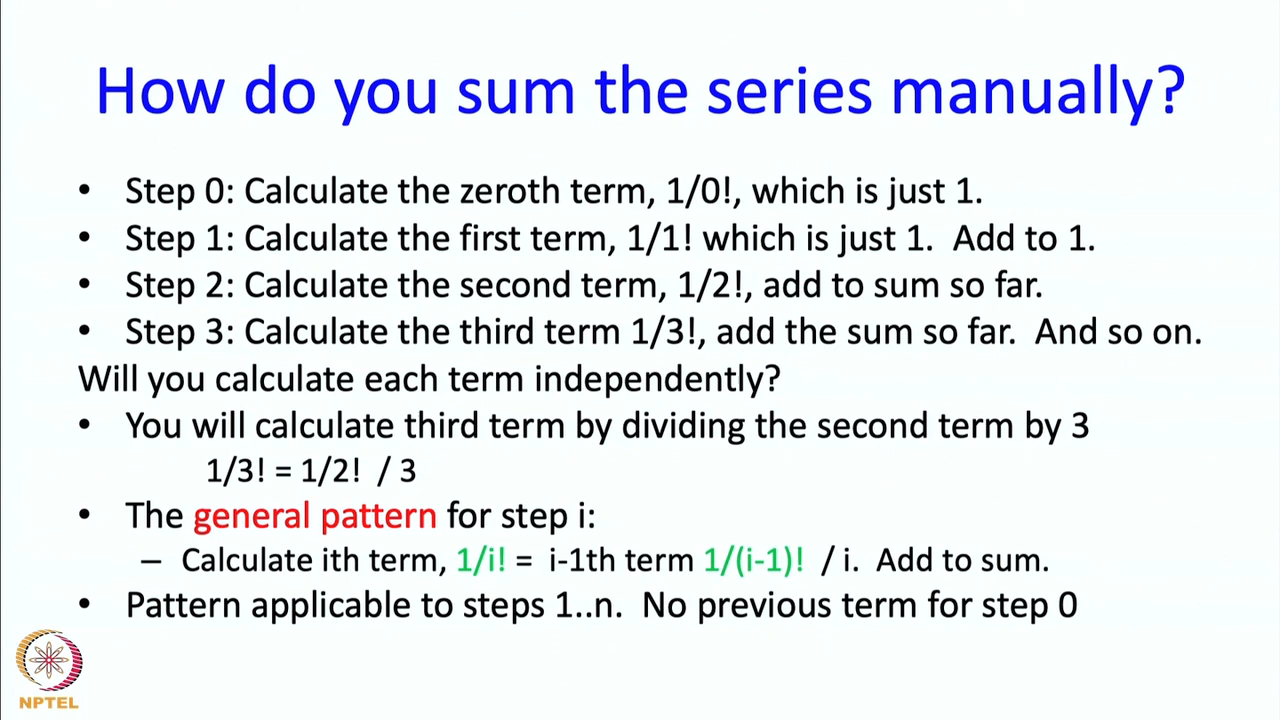 How do you sum the series manually?
• Step 0: Calculate the zeroth term, 1/0!, which is just 1.
• Step 1: Calculate the first term, 1/1! which is just 1.  Add to 1.
• Step 2: Calculate the second term, 1/2!, add to sum so far.
• Step 3: Calculate the third term 1/3!, add the sum so far.  And so on.
Will you calculate each term independently?
• You will calculate third term by dividing the second term by 3
1/3! = 1/2!  / 3
• The general pattern for step i:
– Calculate ith term, 1/i! =  i-1th term 1/(i-1)!  / i.  Add to sum.
• Pattern applicable to steps 1..n.  No previous term for step 0
NPTEL